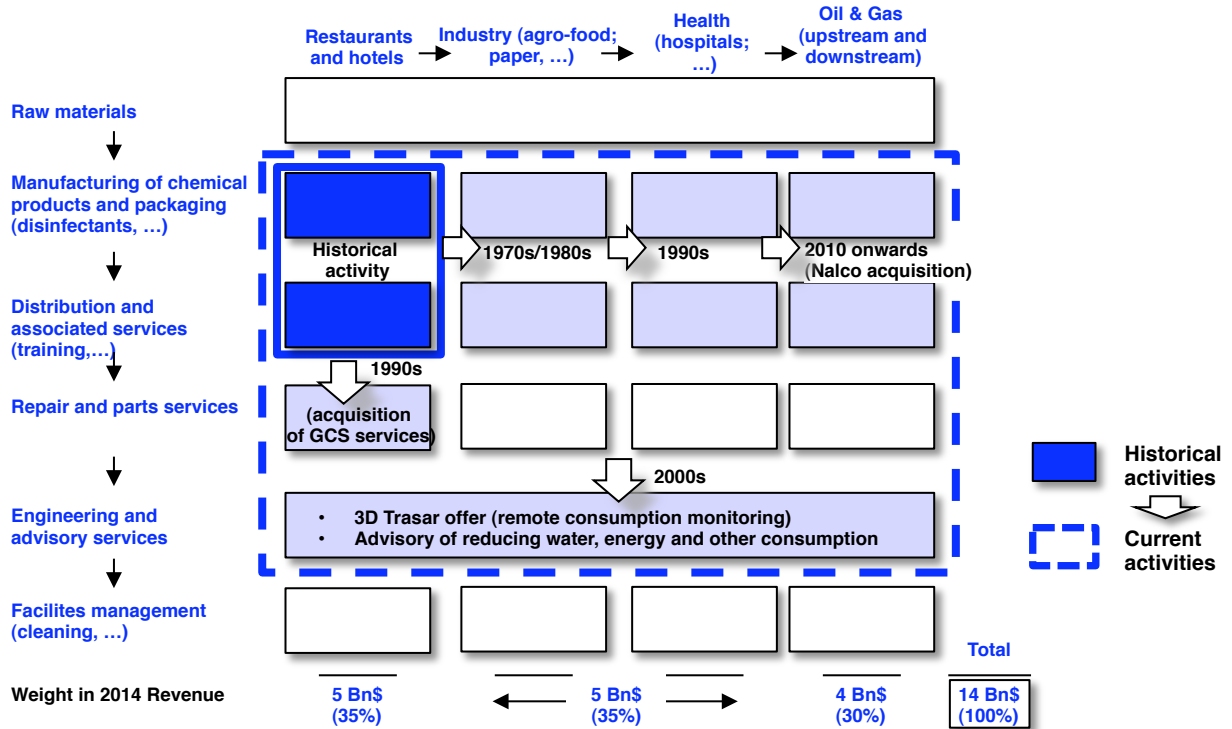 Restaurants
and hotels
Industry (agro-food;
paper, …)
Health
(hospitals;
…)
Oil & Gas
(upstream and
downstream)
Raw materials
Manufacturing of chemical
products and packaging
(disinfectants, …)
Historical
activity
1970s/1980s
1990s
2010 onwards
(Nalco acquisition)
Distribution and
associated services
(training,…)
1990s
Repair and parts services
(acquisition
of GCS services)
2000s
Engineering and
advisory services
• 3D Trasar offer (remote consumption monitoring)
• Advisory of reducing water, energy and other consumption
Historical
activities
Current
activities
Facilites management
(cleaning, …)
Total
Weight in 2014 Revenue
5 Bn$
(35%)
5 Bn$
(35%)
4 Bn$
(30%)
14 Bn$
(100%)